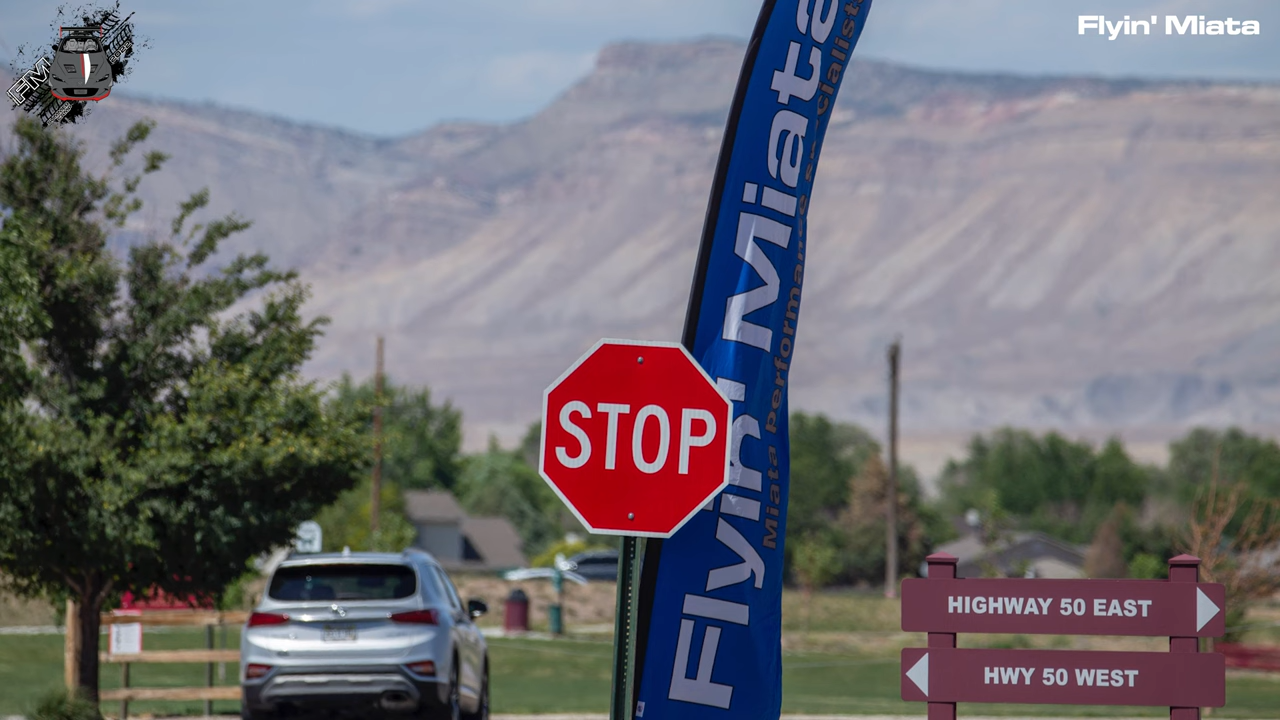 Flyin' Miata
FM
Flyin' Miata
Miata performance specialists
STOP
HIGHWAY 50 EAST
HWY 50 WEST